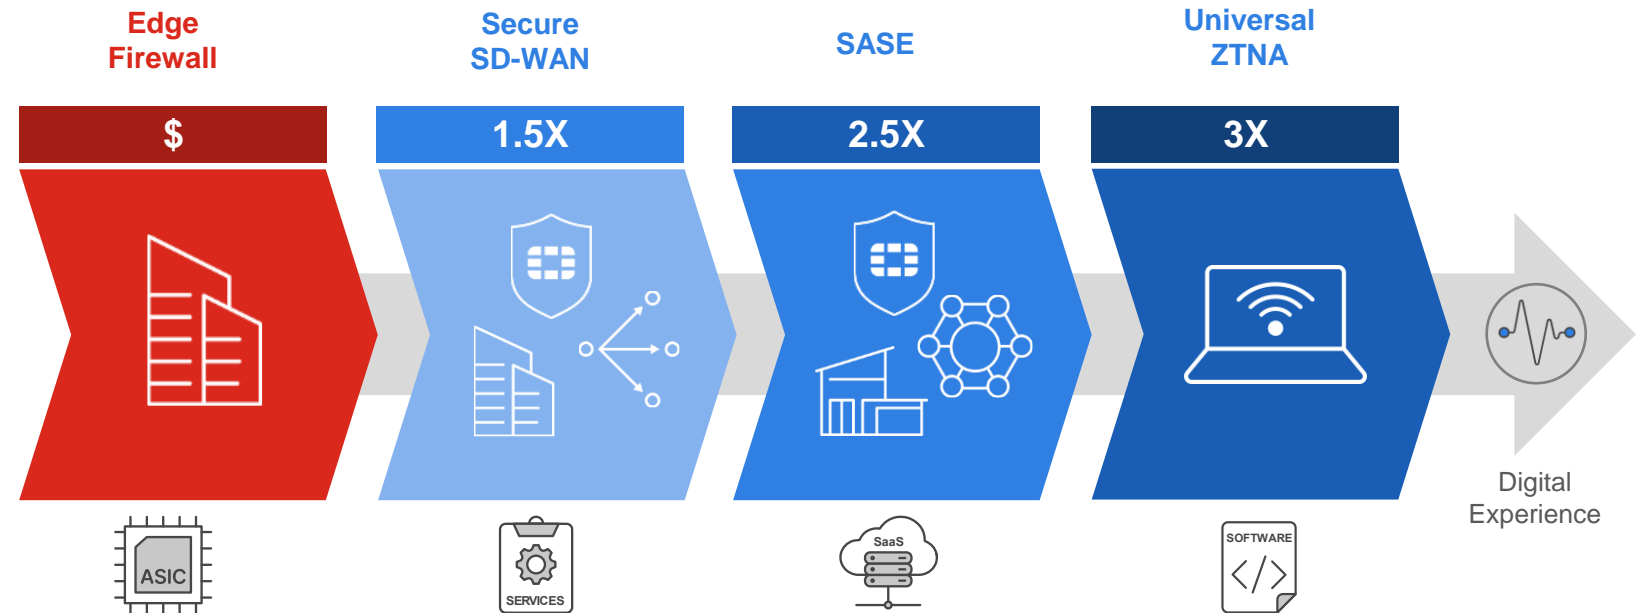 Edge
Firewall
Secure
SD-WAN
SASE
Universal
ZTNA
$
1.5X
2.5X
3X
Digital
Experience
ASIC
SERVICES
SaaS
SOFTWARE